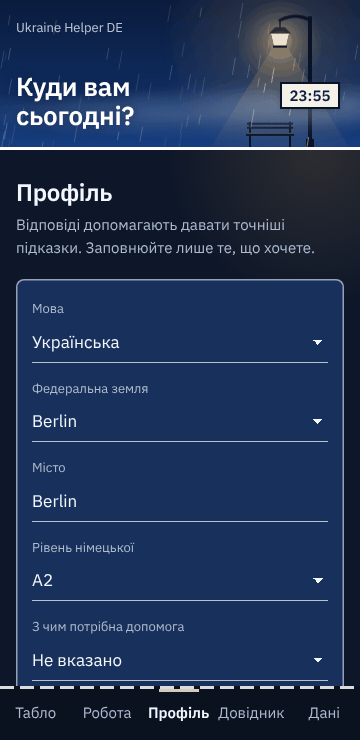 Ukraine Helper DE
Куди вам
сьогодні?
23:55
Профіль
Відповіді допомагають давати точніші
підказки. Заповнюйте лише те, що хочете.
Мова
Українська
Федеральна земля
Berlin
Місто
Berlin
Рівень німецької
A2
З чим потрібна допомога
Не вказано
Табло Робота Профіль Довідник Дані